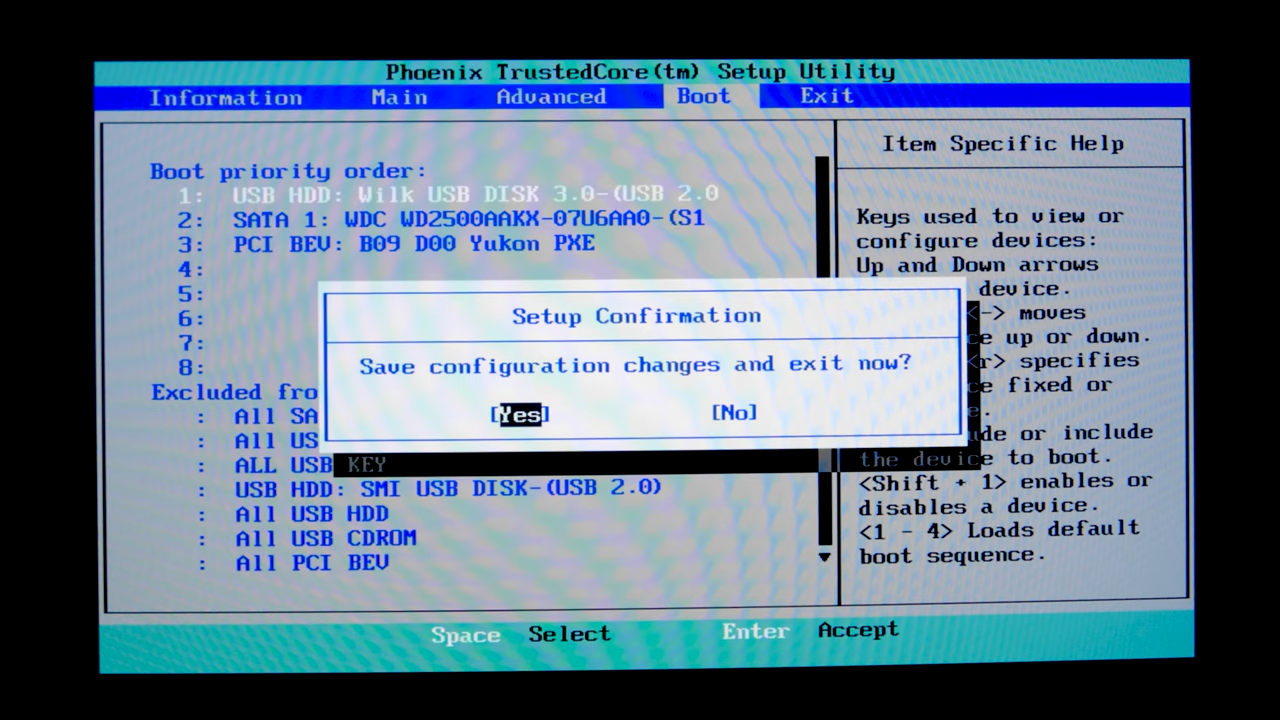 Phoenix TrustedCore(tm) Setup Utility
Information Main Advanced Boot Exit
Item Specific Help
Boot priority order:
1: USB HDD: Wilk USB DISK 3.0-(USB 2.0
2: SATA 1: WDC WD2500AAKX-07U6AA0-(S1
3: PCI BEV: B09 D00 Yukon PXE
4:
5:
6:
7:
8:
Excluded fro
: All SA
: All US
: ALL USB KEY
: USB HDD: SMI USB DISK-(USB 2.0)
: All USB HDD
: All USB CDROM
: All PCI BEV
Setup Confirmation
Save configuration changes and exit now?
[Yes] [No]
Keys used to view or
configure devices:
Up and Down arrows
device.
<-> moves
e up or down.
r> specifies
e fixed or
e.
de or include
the device to boot.
<Shift + 1> enables or
disables a device.
<1 - 4> Loads default
boot sequence.
Space Select Enter Accept